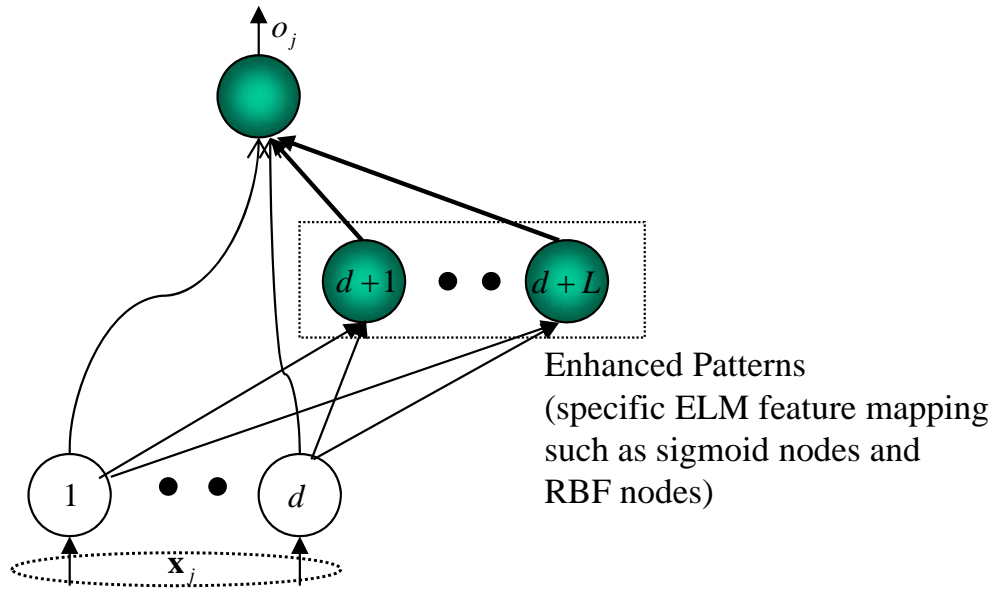 o_j
d+1
d+L
Enhanced Patterns
(specific ELM feature mapping
such as sigmoid nodes and
RBF nodes)
1
d
x_j